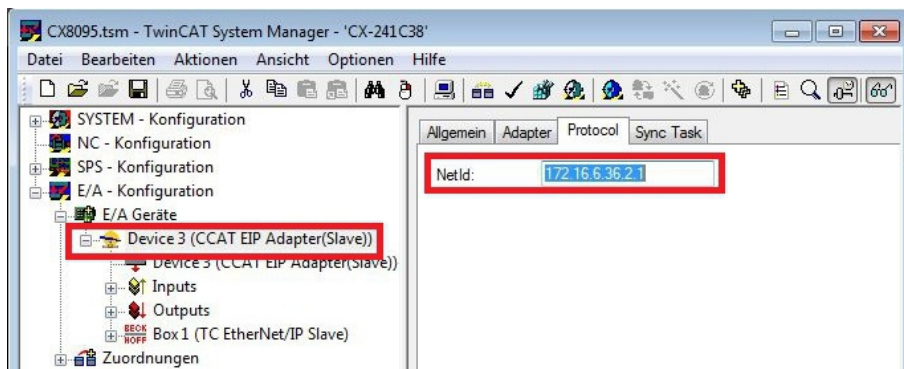 CX8095.tsm - TwinCAT System Manager - 'CX-241C38'
Datei Bearbeiten Aktionen Ansicht Optionen Hilfe
SYSTEM - Konfiguration
NC - Konfiguration
SPS - Konfiguration
E/A - Konfiguration
E/A Geräte
Device 3 (CCAT EIP Adapter(Slave))
Device 3 (CCAT EIP Adapter(Slave))
Inputs
Outputs
BECK HOFF Box 1 (TC EtherNet/IP Slave)
Zuordnungen
Allgemein Adapter Protocol Sync Task
NetId: 172.16.6.36.2.1